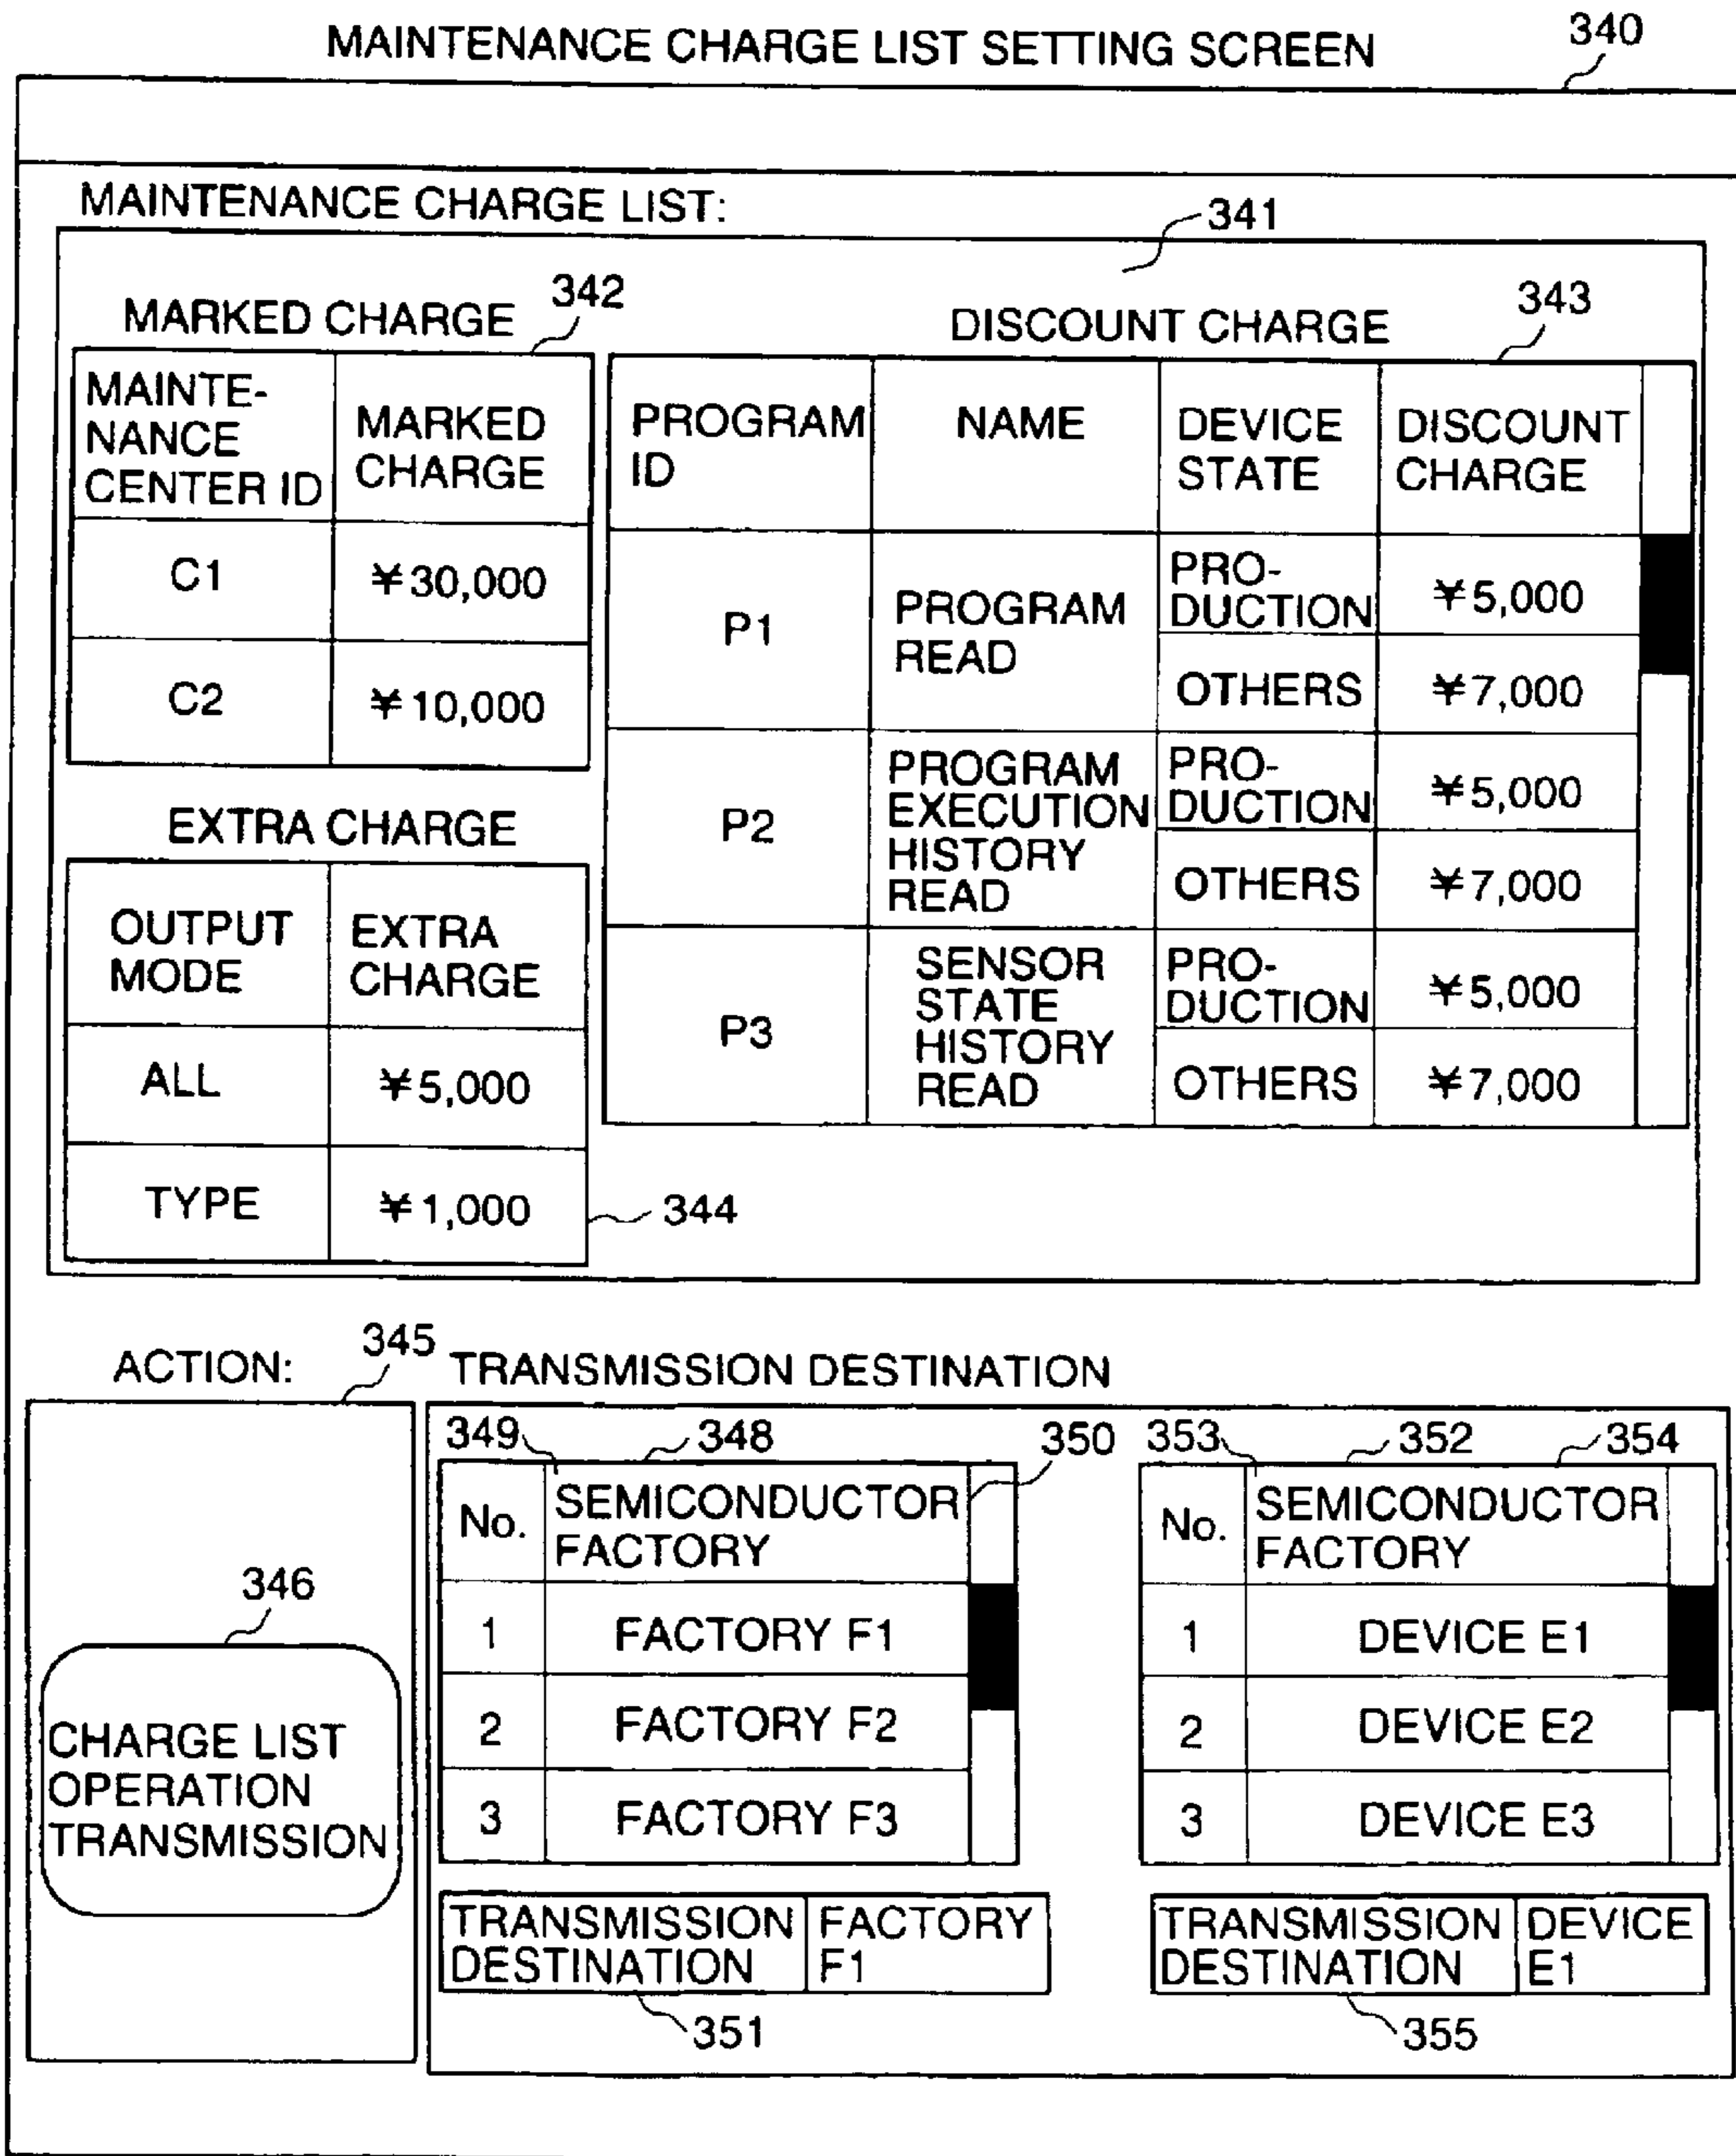 MAINTENANCE CHARGE LIST SETTING SCREEN
340
MAINTENANCE CHARGE LIST:
341
MARKED CHARGE
342
MAINTE-
NANCE
CENTER ID
MARKED
CHARGE
C1
¥30,000
C2
¥10,000
EXTRA CHARGE
OUTPUT
MODE
EXTRA
CHARGE
ALL
¥5,000
TYPE
¥1,000
344
DISCOUNT CHARGE
343
PROGRAM
ID
NAME
DEVICE
STATE
DISCOUNT
CHARGE
P1
PROGRAM
READ
PRO-
DUCTION
¥5,000
OTHERS
¥7,000
P2
PROGRAM
EXECUTION
HISTORY
READ
PRO-
DUCTION
¥5,000
OTHERS
¥7,000
P3
SENSOR
STATE
HISTORY
READ
PRO-
DUCTION
¥5,000
OTHERS
¥7,000
ACTION:
345
346
CHARGE LIST
OPERATION
TRANSMISSION
TRANSMISSION DESTINATION
349
348
350
No.
SEMICONDUCTOR
FACTORY
1
FACTORY F1
2
FACTORY F2
3
FACTORY F3
TRANSMISSION
DESTINATION
FACTORY
F1
351
353
352
354
No.
SEMICONDUCTOR
FACTORY
1
DEVICE E1
2
DEVICE E2
3
DEVICE E3
TRANSMISSION
DESTINATION
DEVICE
E1
355